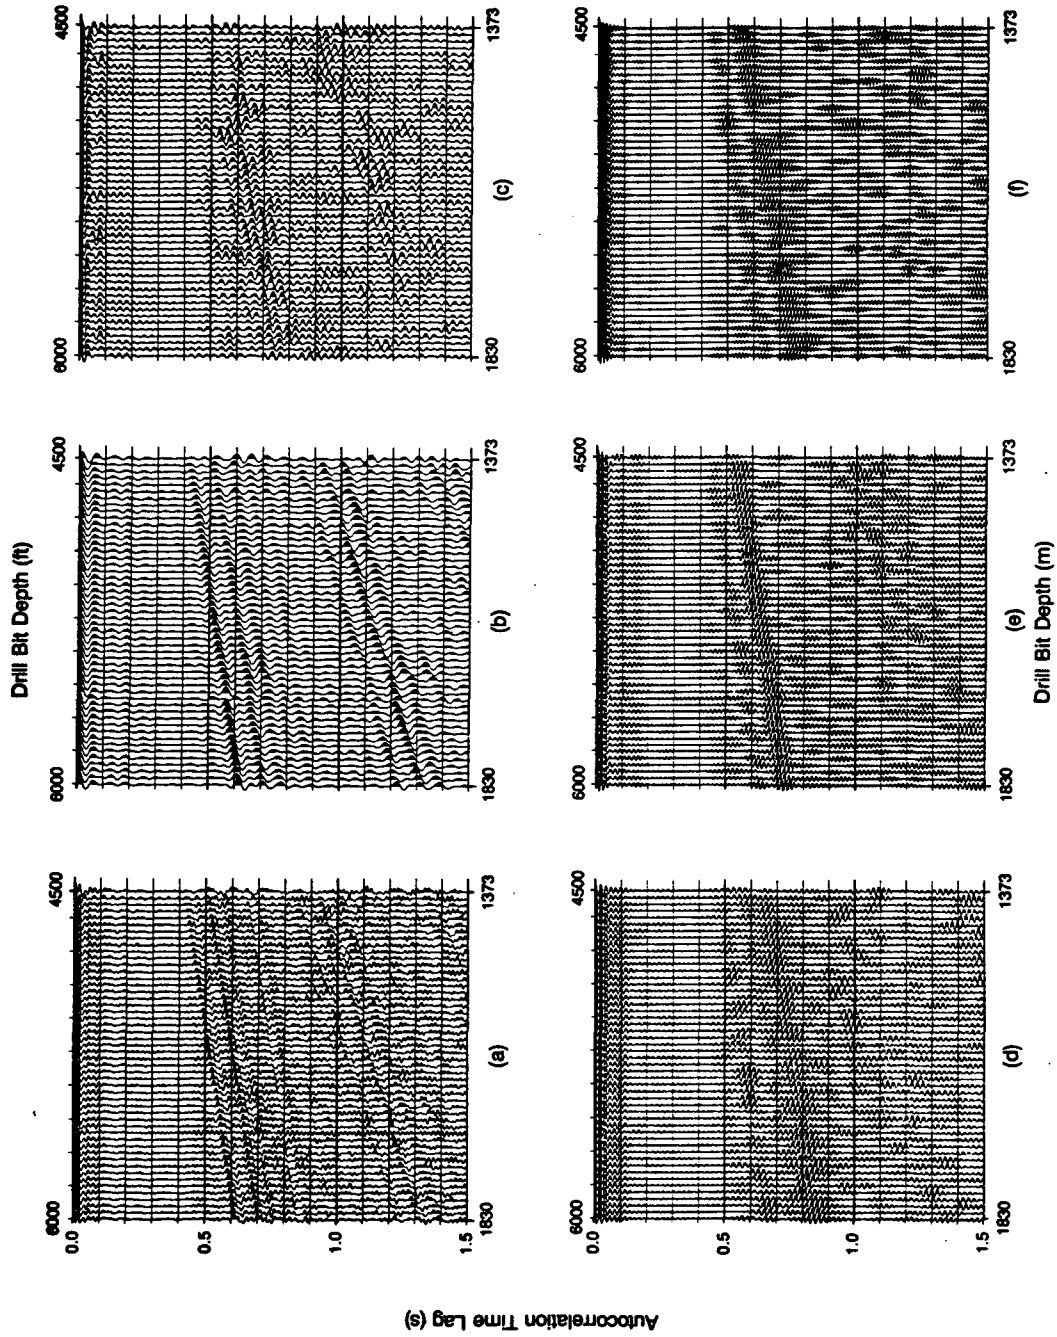 Drill Bit Depth (ft)
6000 4500
6000 4500
6000 4500
0.0
0.5
1.0
1.5
1830 1373
1830 1373
1830 1373
(a)
(b)
(c)
6000 4500
6000 4500
6000 4500
0.0
0.5
1.0
1.5
1830 1373
1830 1373
1830 1373
(d)
(e)
(f)
Drill Bit Depth (m)
Autocorrelation Time Lag (s)